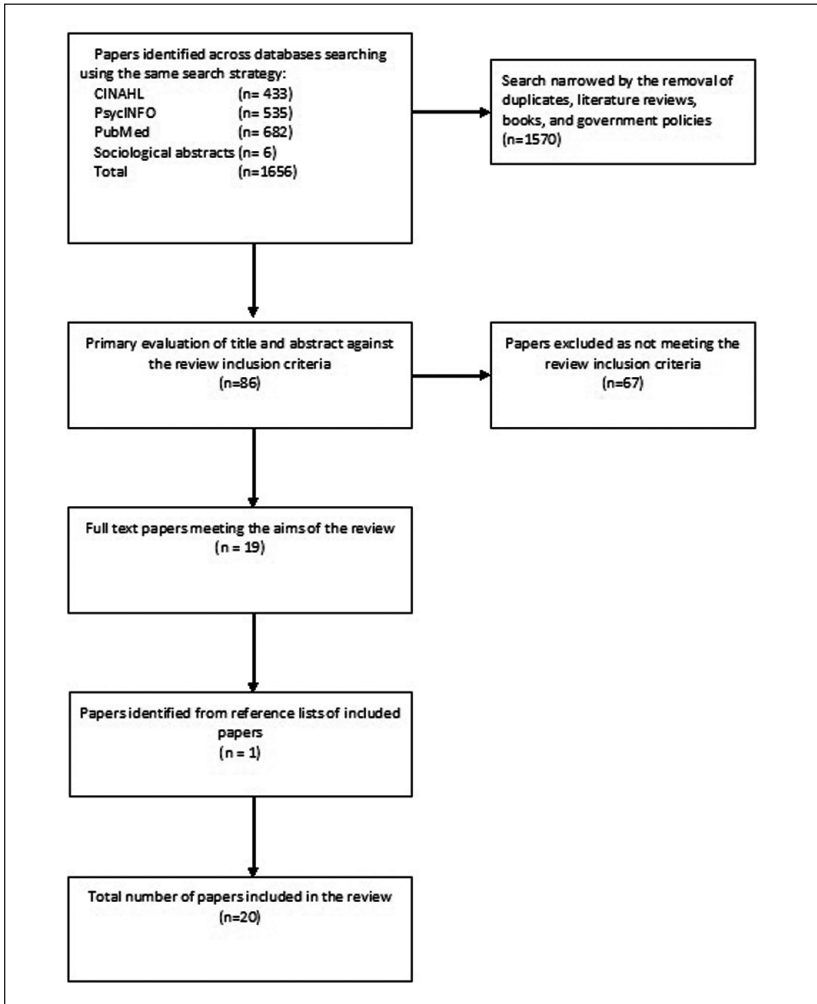 Papers identified across databases searching
using the same search strategy:
CINAHL (n= 433)
PsycINFO (n= 535)
PubMed (n= 682)
Sociological abstracts (n= 6)
Total (n=1656)
Search narrowed by the removal of
duplicates, literature reviews,
books, and government policies
(n=1570)
Primary evaluation of title and abstract against
the review inclusion criteria
(n=86)
Papers excluded as not meeting the
review inclusion criteria
(n=67)
Full text papers meeting the aims of the review
(n = 19)
Papers identified from reference lists of included
papers
(n = 1)
Total number of papers included in the review
(n=20)